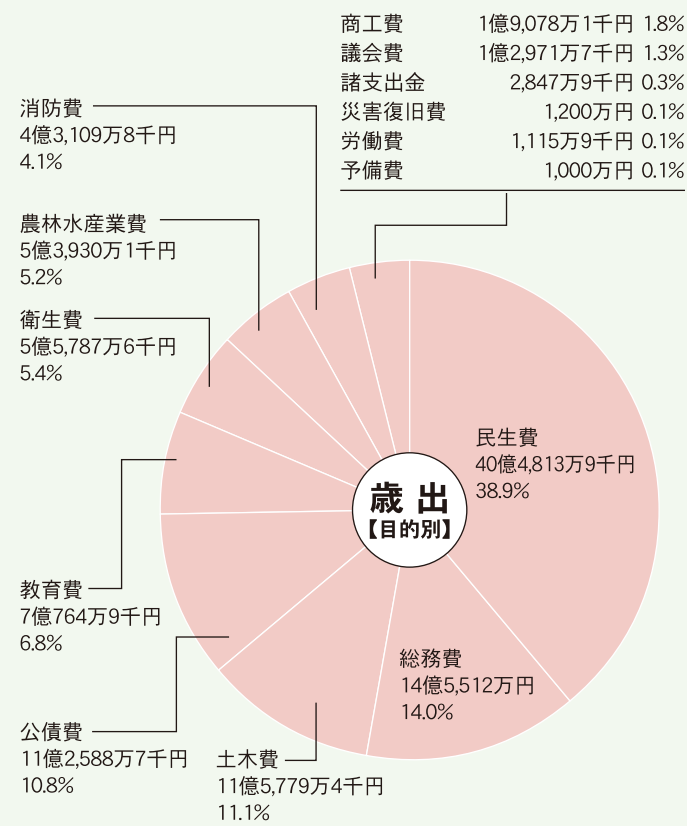 商工費 1億9,078万1千円 1.8%
議会費 1億2,971万7千円 1.3%
諸支出金 2,847万9千円 0.3%
災害復旧費 1,200万円 0.1%
労働費 1,115万9千円 0.1%
予備費 1,000万円 0.1%
消防費
4億3,109万8千円
4.1%
農林水産業費
5億3,930万1千円
5.2%
衛生費
5億5,787万6千円
5.4%
民生費
40億4,813万9千円
38.9%
歳出
【目的別】
教育費
7億764万9千円
6.8%
総務費
14億5,512万円
14.0%
公債費
11億2,588万7千円
10.8%
土木費
11億5,779万4千円
11.1%